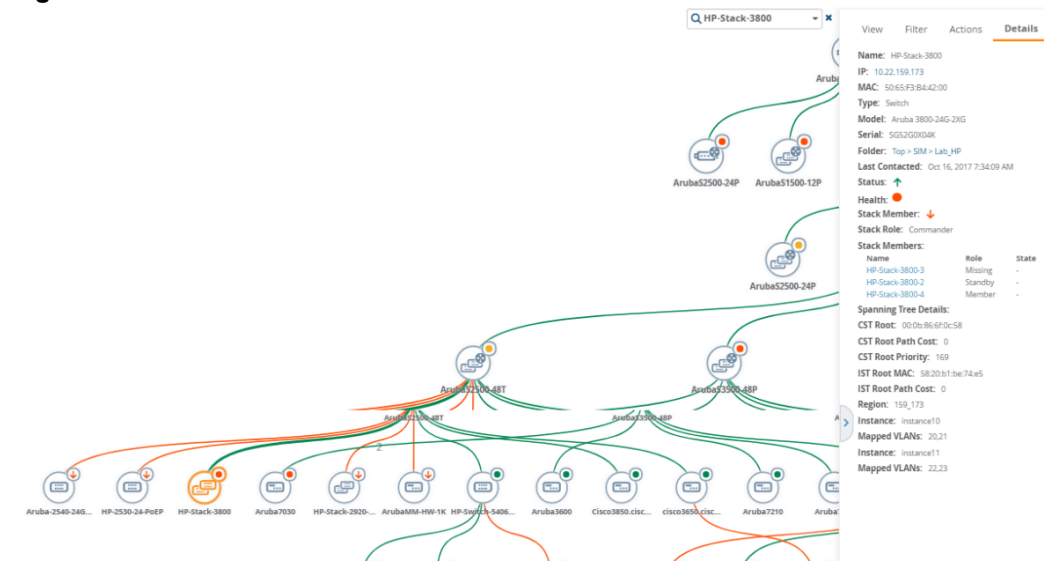 HP-Stack-3800
View Filter Actions Details
Name: HP-Stack-3800
IP: 10.22.159.173
MAC: 50:65:F3:B4:42:00
Type: Switch
Model: Aruba 3800-24G-2XG
Serial: SG52G0X04K
Folder: Top > SIM > Lab_HP
Last Contacted: Oct 16, 2017 7:34:09 AM
Status:
Health:
Stack Member:
Stack Role: Commander
Stack Members:
Name Role State
HP-Stack-3800-3 Missing -
HP-Stack-3800-2 Standby -
HP-Stack-3800-4 Member -
Spanning Tree Details:
CST Root: 00:0b:86:6f:0c:58
CST Root Path Cost: 0
CST Root Priority: 169
IST Root MAC: 58:20:b1:be:74:e5
IST Root Path Cost: 0
Region: 159_173
Instance: instance10
Mapped VLANs: 20,21
Instance: instance11
Mapped VLANs: 22,23
Aruba
ArubaS2500-24P ArubaS1500-12P
ArubaS2500-24P
ArubaS2500-48T ArubaS3500-48P
ArubaS2500-48T ArubaS3500-48P A
2
Aruba-2540-24G... HP-2530-24-PoEP HP-Stack-3800 Aruba7030 HP-Stack-2920-... ArubaMM-HW-1K HP-Switch-5406... Aruba3600 Cisco3850.cisc... cisco3650.cisc... Aruba7210 Aruba7